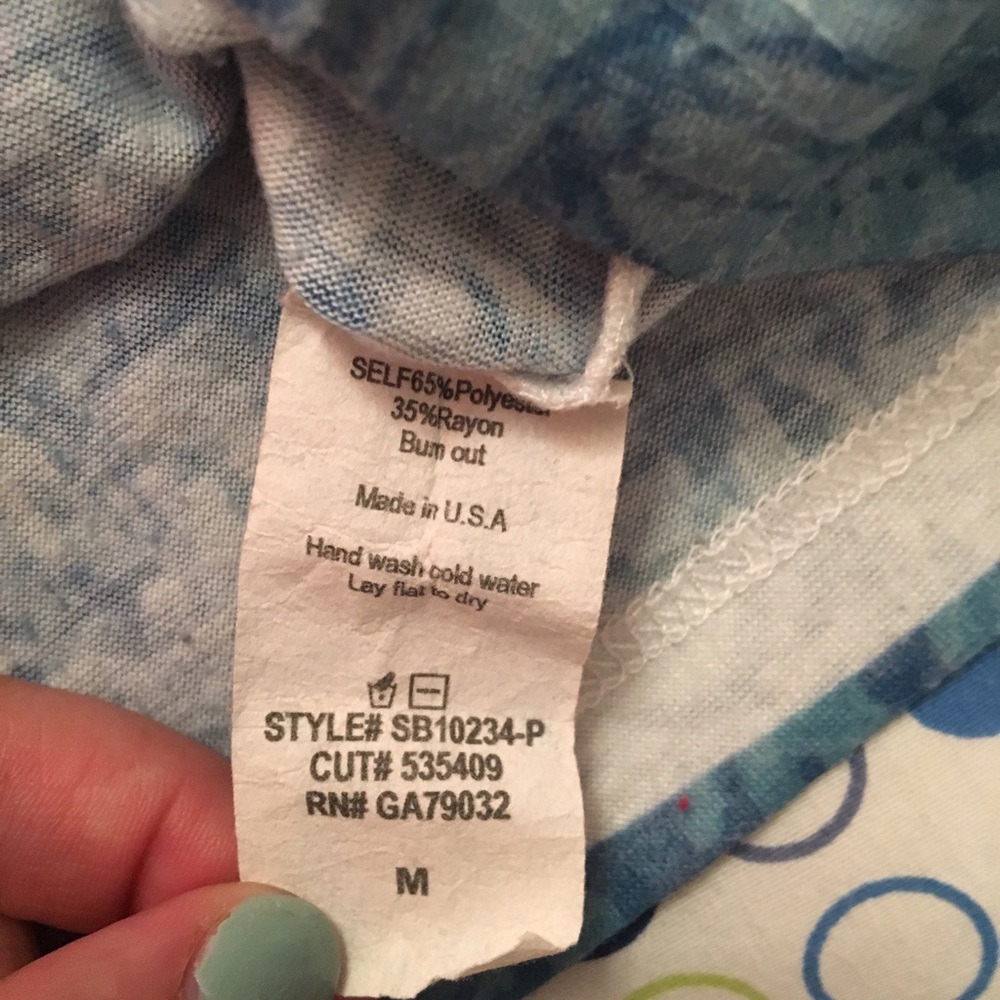 SELF65%Polyester
35%Rayon
Burn out
Made in U.S.A
Hand wash cold water
Lay flat to dry
STYLE# SB10234-P
CUT# 535409
RN# GA79032
M